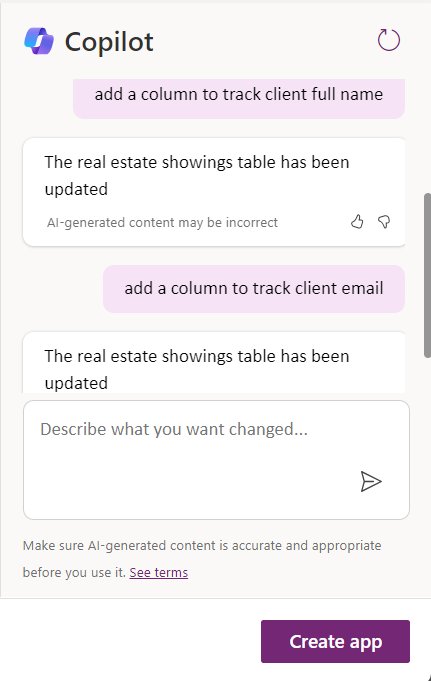 Copilot
add a column to track client full name
The real estate showings table has been
updated
AI-generated content may be incorrect
add a column to track client email
The real estate showings table has been
updated
Describe what you want changed...
Make sure AI-generated content is accurate and appropriate
before you use it. See terms
Create app